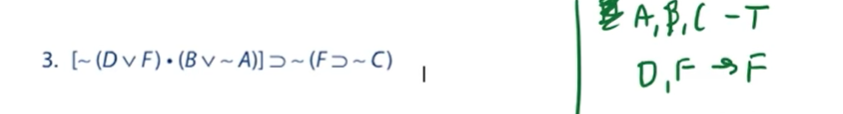 A, B, C - T
3. [~ (D ∨ F) • (B ∨ ~ A)] ⊃ ~ (F ⊃ ~ C)
D, F → F